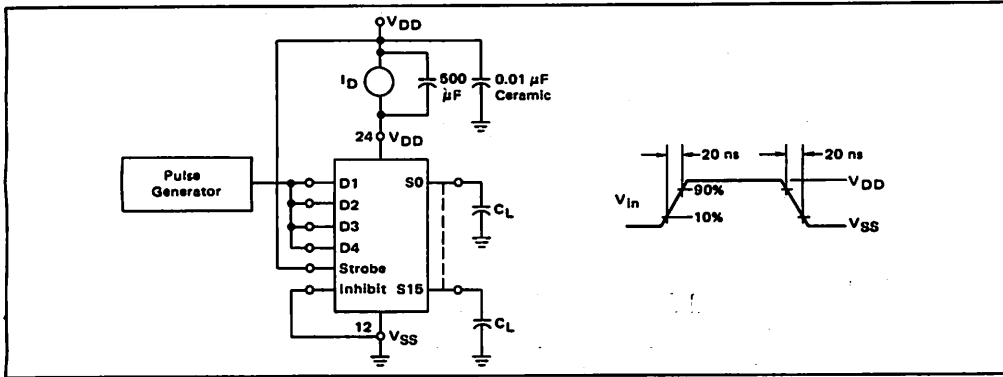 VDD
ID
500 µF
0.01 µF Ceramic
24 VDD
Pulse Generator
D1
D2
D3
D4
Strobe
Inhibit
S0
S15
CL
CL
12 VSS
20 ns
20 ns
Vin
90%
10%
VDD
VSS